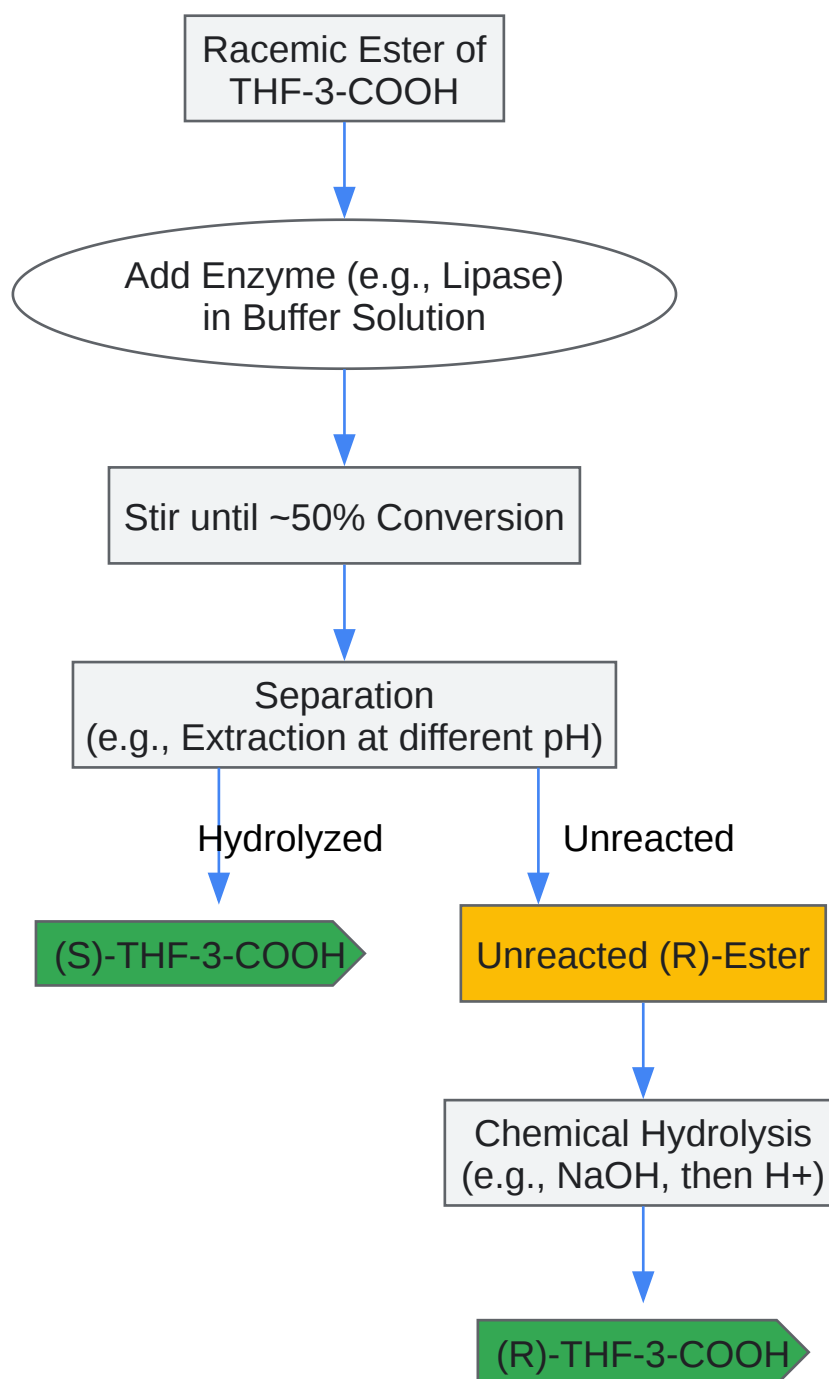 Racemic Ester of
THF-3-COOH
Add Enzyme (e.g., Lipase)
in Buffer Solution
Stir until ~50% Conversion
Separation
(e.g., Extraction at different pH)
Hydrolyzed
Unreacted
(S)-THF-3-COOH
Unreacted (R)-Ester
Chemical Hydrolysis
(e.g., NaOH, then H+)
(R)-THF-3-COOH